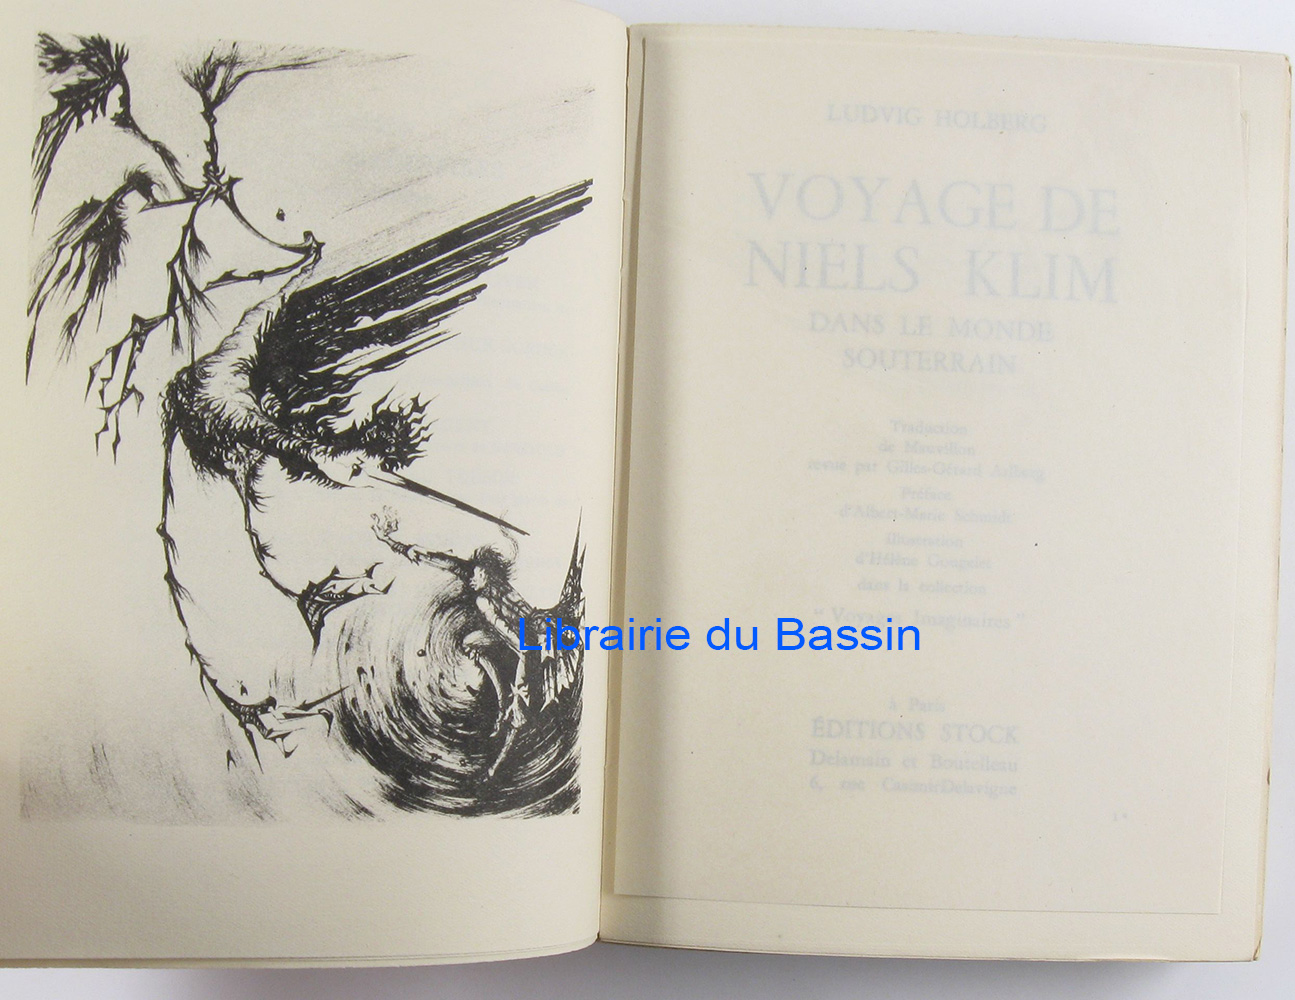 LUDVIG HOLBERG
VOYAGE DE
NIELS KLIM
DANS LE MONDE
SOUTERRAIN
Traduction
de Mauvillon
revue par Gilles-Gérard
Préface
d'Albert-Marie Schmidt
illustration
d'Hélène
dans la collection
" Voyages Imaginaires "
Librairie du Bassin
à Paris
ÉDITIONS STOCK
Delamain et Boutelleau
6, rue Casimir-Delavigne